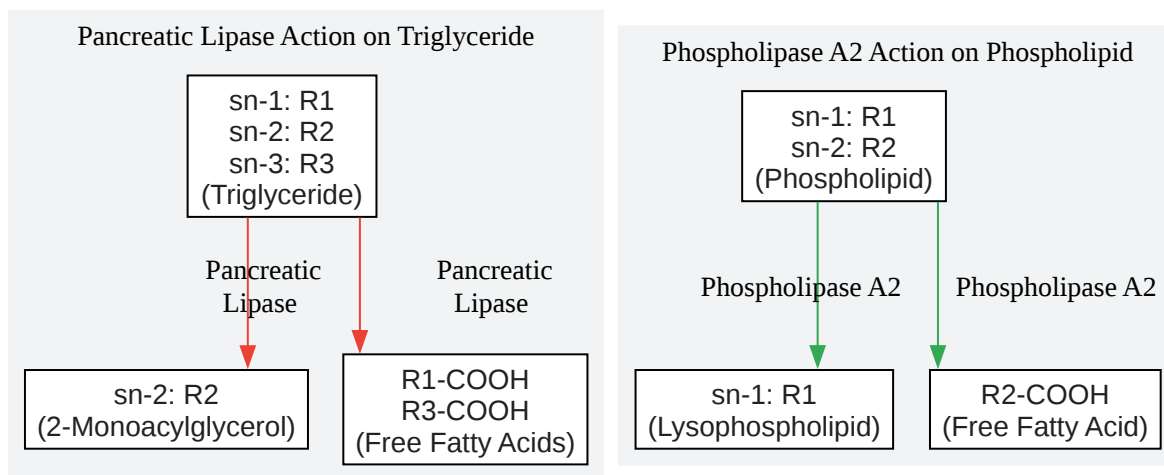 Pancreatic Lipase Action on Triglyceride
sn-1: R1
sn-2: R2
sn-3: R3
(Triglyceride)
Pancreatic
Lipase
Pancreatic
Lipase
sn-2: R2
(2-Monoacylglycerol)
R1-COOH
R3-COOH
(Free Fatty Acids)
Phospholipase A2 Action on Phospholipid
sn-1: R1
sn-2: R2
(Phospholipid)
Phospholipase A2
Phospholipase A2
sn-1: R1
(Lysophospholipid)
R2-COOH
(Free Fatty Acid)